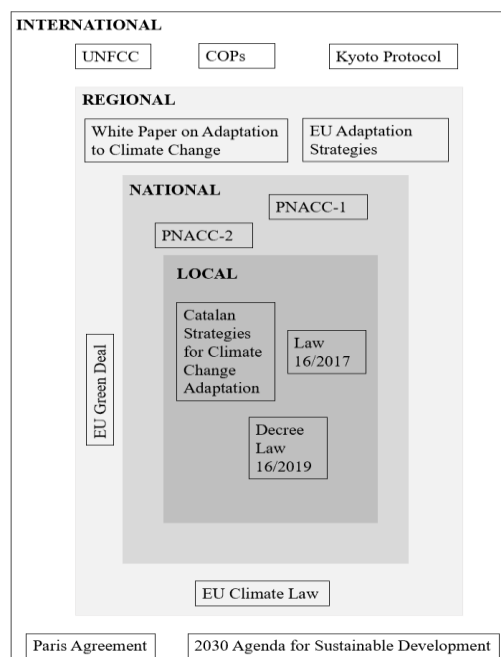 INTERNATIONAL
UNFCC
COPs
Kyoto Protocol
REGIONAL
White Paper on Adaptation
to Climate Change
EU Adaptation
Strategies
NATIONAL
PNACC-1
PNACC-2
LOCAL
Catalan
Strategies
for Climate
Change
Adaptation
Law
16/2017
Decree
Law
16/2019
EU Green Deal
EU Climate Law
Paris Agreement
2030 Agenda for Sustainable Development